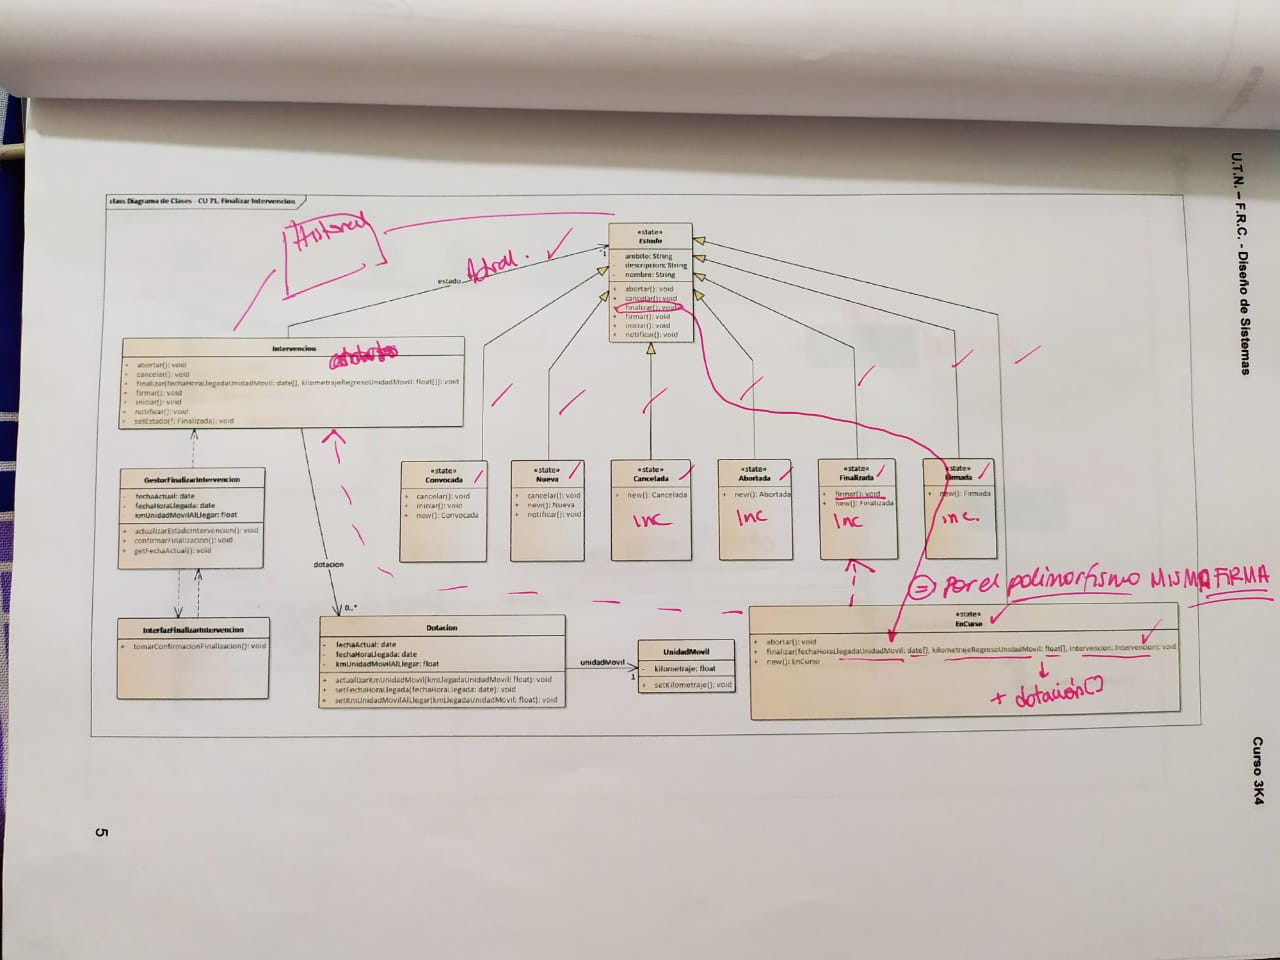 U.T.N. – F.R.C. - Diseño de Sistemas
Curso 3K4
5
class Diagrama de Clases - CU 71. Finalizar Intervencion
Historial
estado
Actual.
1
«state»
Estado
- ambito: String
- descripcion: String
- nombre: String
+ abortar(): void
+ cancelar(): void
+ finalizar(): void
+ firmar(): void
+ iniciar(): void
+ notificar(): void
Intervencion
+ abortar(): void
+ cancelar(): void
+ finalizar(fechaHoraLlegadaUnidadMovil: date[], kilometrajeRegresoUnidadMovil: float[]): void
+ firmar(): void
+ iniciar(): void
+ notificar(): void
+ setEstado(f: Finalizada): void
«state»
Convocada
+ cancelar(): void
+ iniciar(): void
+ new(): Convocada
«state»
Nueva
+ cancelar(): void
+ new(): Nueva
+ notificar(): void
«state»
Cancelada
+ new(): Cancelada
Inc
«state»
Abortada
+ new(): Abortada
Inc
«state»
Finalizada
+ firmar(): void
+ new(): Finalizada
Inc
«state»
Firmada
+ new(): Firmada
inc.
GestorFinalizarIntervencion
- fechaActual: date
- fechaHoraLlegada: date
- kmUnidadMovilAlLlegar: float
+ actualizarEstadoIntervencion(): void
+ confirmarFinalizacion(): void
+ getFechaActual(): void
dotacion
0..*
= Por el polimorfismo MISMA FIRMA
InterfazFinalizarIntervencion
+ tomarConfirmacionFinalizacion(): void
Dotacion
- fechaActual: date
- fechaHoraLlegada: date
- kmUnidadMovilAlLlegar: float
+ actualizarKmUnidadMovil(kmLlegadaUnidadMovil: float): void
+ setFechaHoraLlegada(fechaHoraLlegada: date): void
+ setKmUnidadMovilAlLlegar(kmLlegadaUnidadMovil: float): void
unidadMovil
1
UnidadMovil
- kilometraje: float
+ setKilometraje(): void
«state»
EnCurso
+ abortar(): void
+ finalizar(fechaHoraLlegadaUnidadMovil: date[], kilometrajeRegresoUnidadMovil: float[], intervencion: Intervencion): void
+ new(): EnCurso
+ dotación()